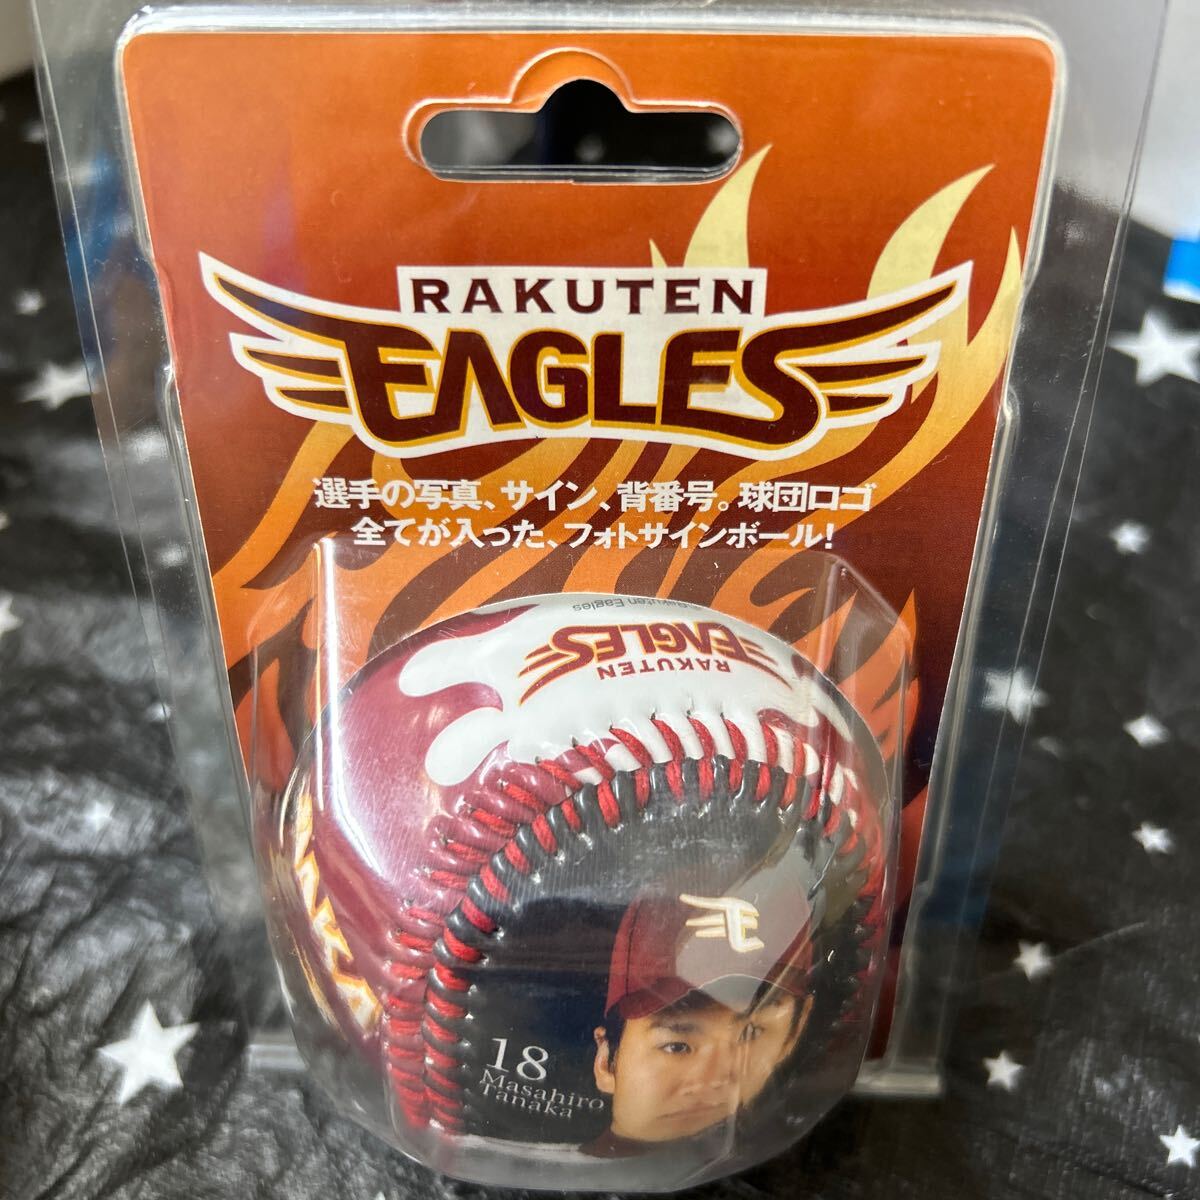 RAKUTEN
EAGLES
選手の写真、サイン、背番号。球団ロゴ
全てが入った、フォトサインボール!
Rakuten Eagles
EAGLES
RAKUTEN
E
18
Masahiro
Tanaka